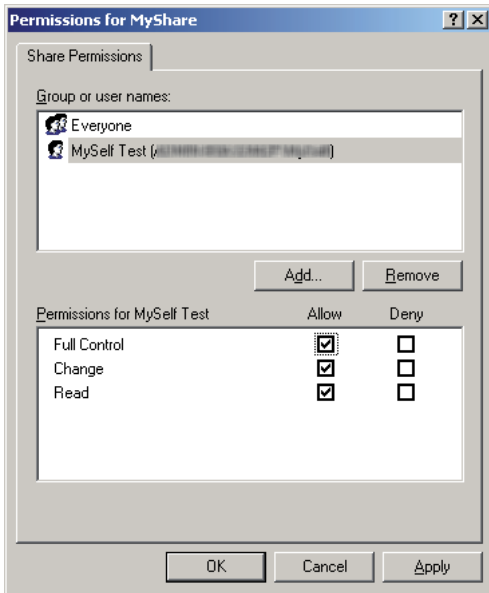 Permissions for MyShare
Share Permissions
Group or user names:
Everyone
MySelf Test (
Add... Remove
Permissions for MySelf Test Allow Deny
Full Control
Change
Read
OK Cancel Apply